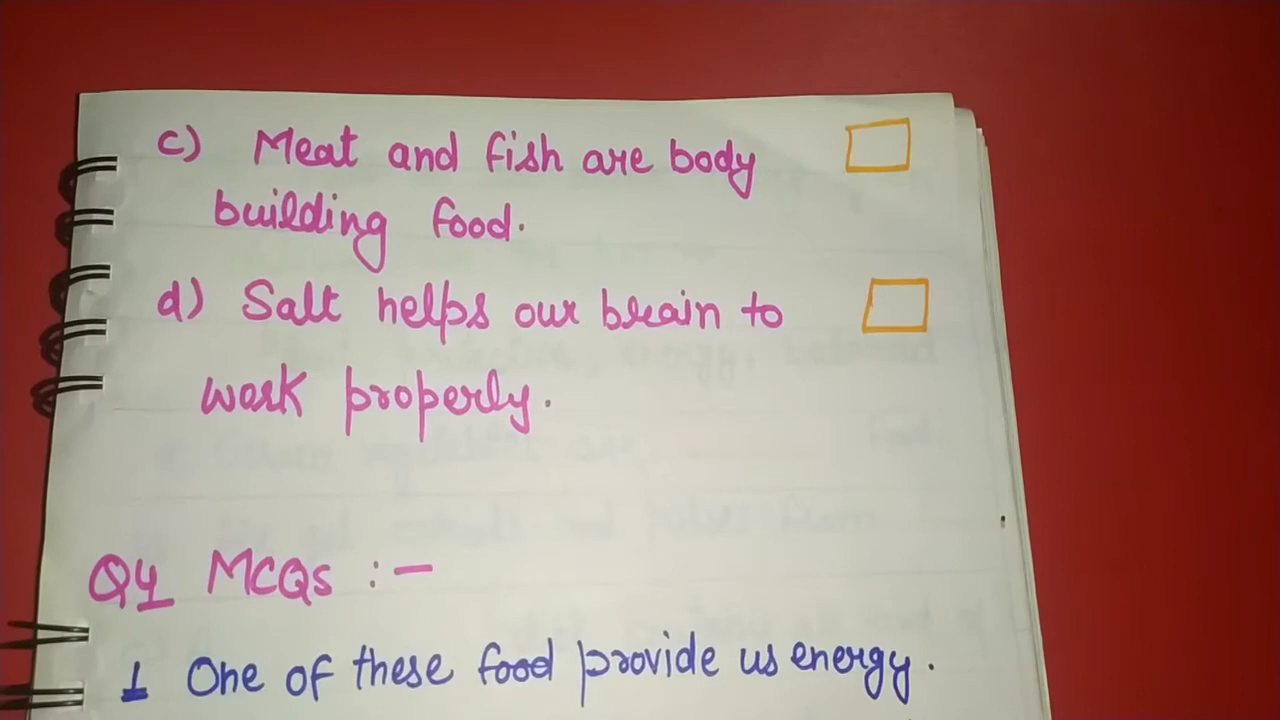 c) Meat and fish are body
building food.
d) Salt helps our brain to
work properly.
Q4 MCQs :-
1 One of these food provide us energy.